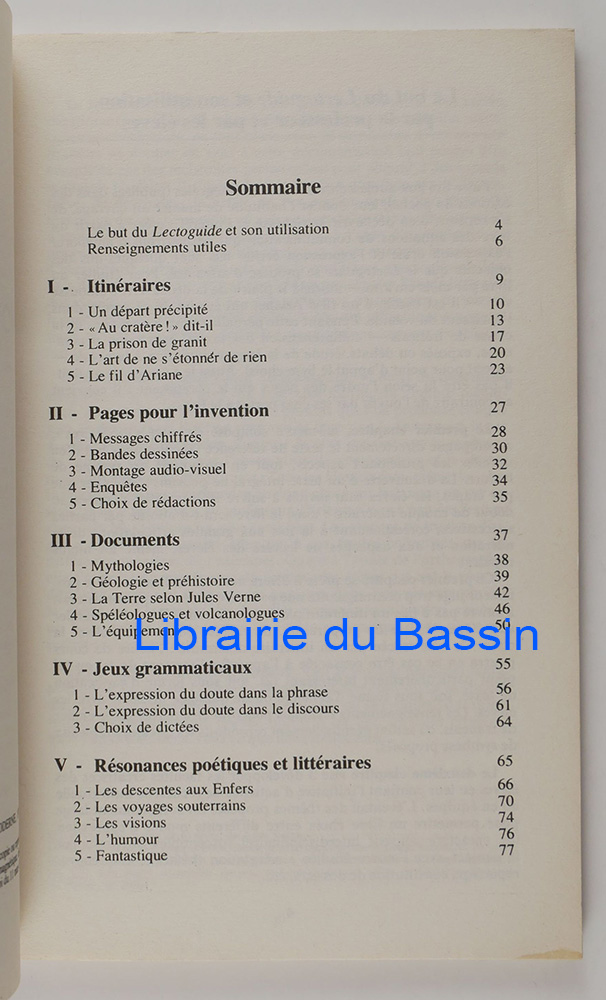 Sommaire
Le but du Lectoguide et son utilisation 4
Renseignements utiles 6
I - Itinéraires 9
1 - Un départ précipité 10
2 - « Au cratère ! » dit-il 13
3 - La prison de granit 17
4 - L'art de ne s'étonnér de rien 20
5 - Le fil d'Ariane 23
II - Pages pour l'invention 27
1 - Messages chiffrés 28
2 - Bandes dessinées 30
3 - Montage audio-visuel 32
4 - Enquêtes 34
5 - Choix de rédactions 35
III - Documents 37
1 - Mythologies 38
2 - Géologie et préhistoire 39
3 - La Terre selon Jules Verne 42
4 - Spéléologues et volcanologues 46
5 - L'équipement 50
Librairie du Bassin
IV - Jeux grammaticaux 55
1 - L'expression du doute dans la phrase 56
2 - L'expression du doute dans le discours 61
3 - Choix de dictées 64
V - Résonances poétiques et littéraires 65
1 - Les descentes aux Enfers 66
2 - Les voyages souterrains 70
3 - Les visions 74
4 - L'humour 76
5 - Fantastique 77